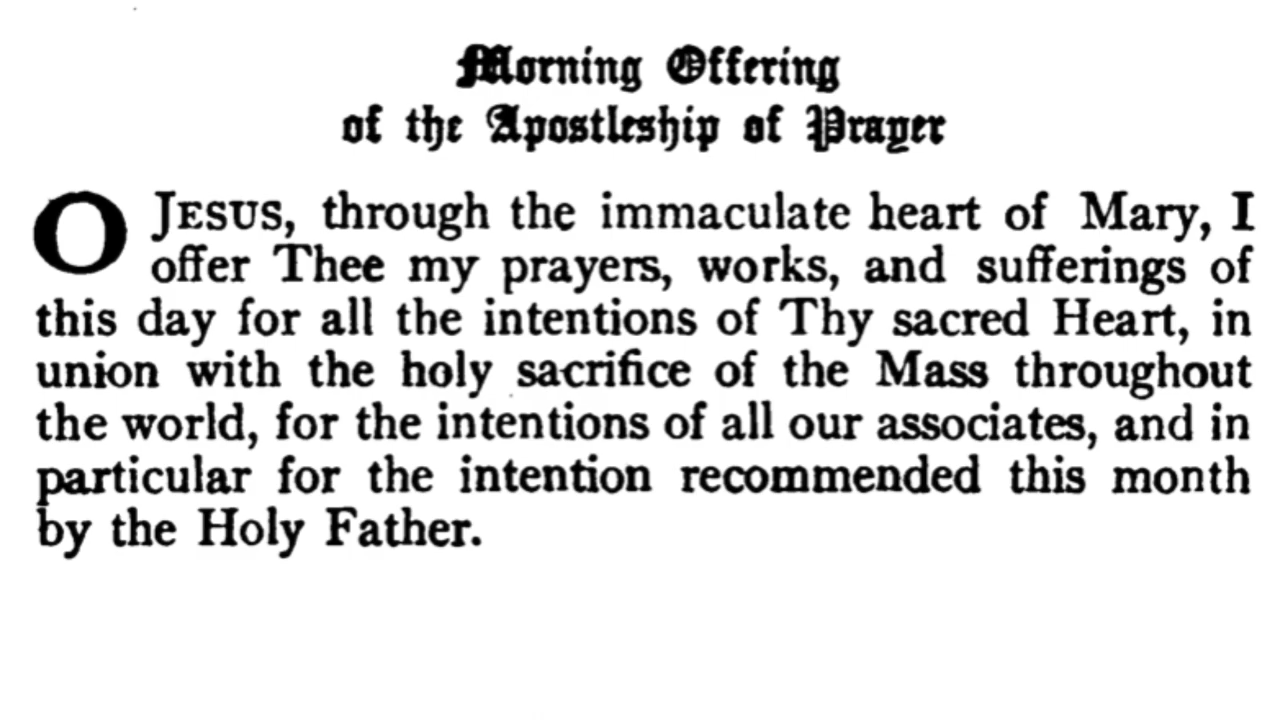 Morning Offering
of the Apostleship of Prayer
O JESUS, through the immaculate heart of Mary, I
offer Thee my prayers, works, and sufferings of
this day for all the intentions of Thy sacred Heart, in
union with the holy sacrifice of the Mass throughout
the world, for the intentions of all our associates, and in
particular for the intention recommended this month
by the Holy Father.